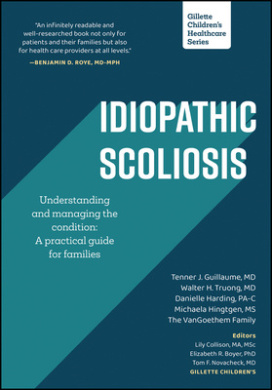 Gillette
Children's
Healthcare
Series
"An infinitely readable and
well-researched book not only for
patients and their families but also
for health care providers at all levels."
—BENJAMIN D. ROYE, MD-MPH
IDIOPATHIC
SCOLIOSIS
Understanding
and managing the
condition:
A practical guide
for families
Tenner J. Guillaume, MD
Walter H. Truong, MD
Danielle Harding, PA-C
Michaela Hingtgen, MS
The VanGoethem Family
Editors
Lily Collison, MA, MSc
Elizabeth R. Boyer, PhD
Tom F. Novacheck, MD
GILLETTE CHILDREN'S